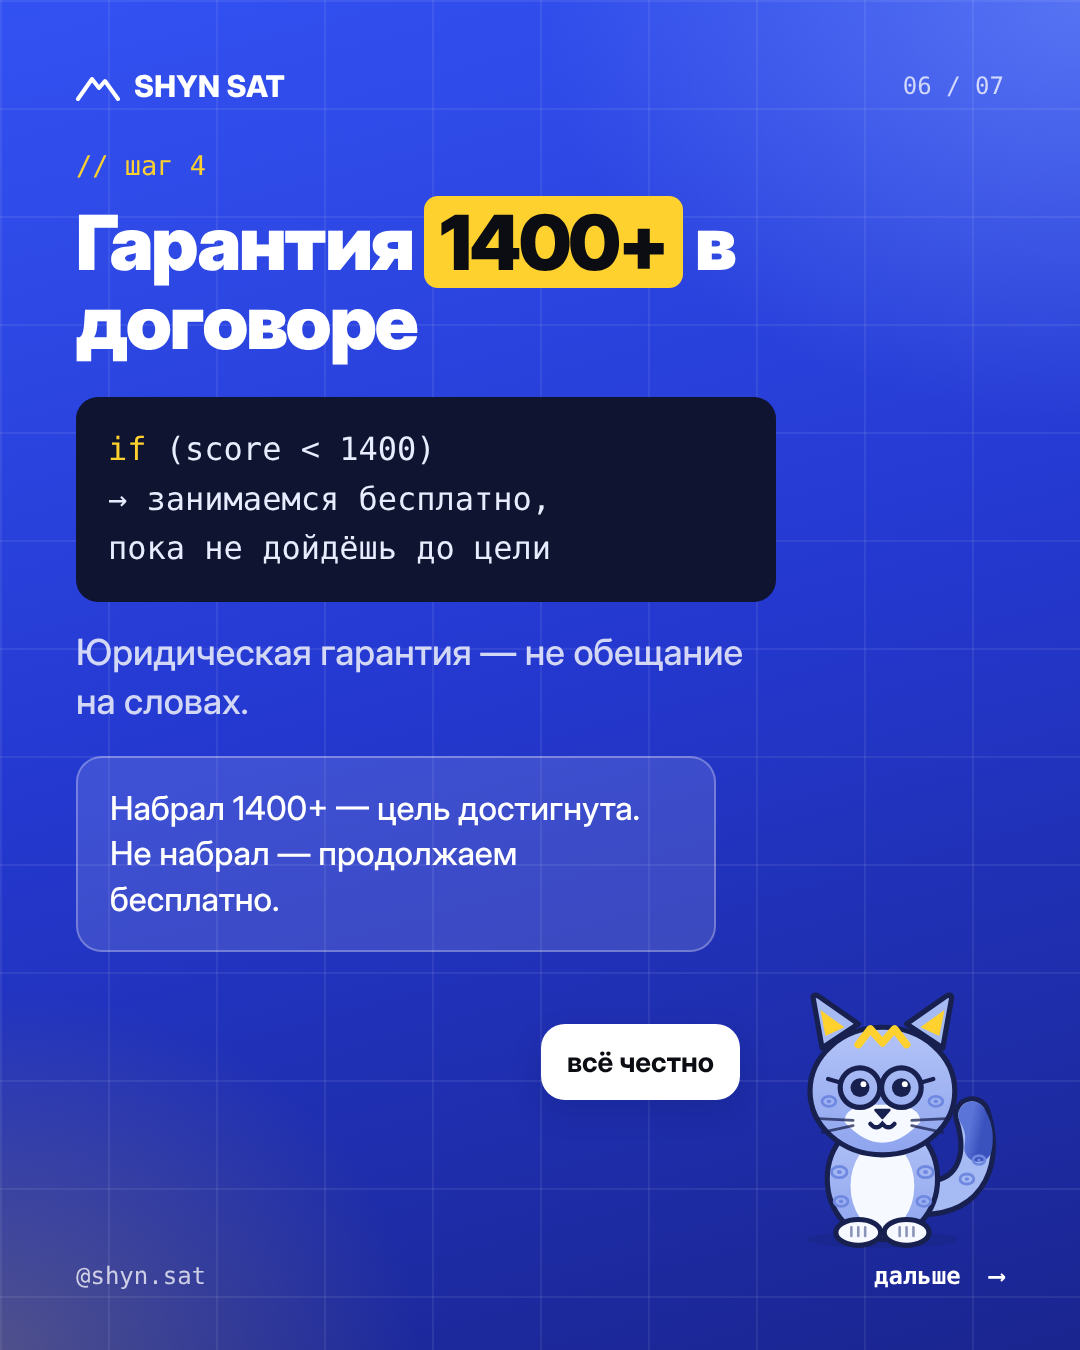 SHYN SAT
06 / 07
// шаг 4
Гарантия 1400+ в
договоре
if (score < 1400)
→ занимаемся бесплатно,
пока не дойдёшь до цели
Юридическая гарантия — не обещание
на словах.
Набрал 1400+ — цель достигнута.
Не набрал — продолжаем
бесплатно.
всё честно
@shyn.sat
дальше →